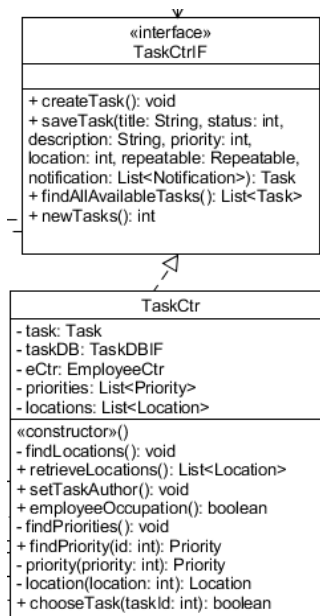 «interface»
TaskCtrIF
+ createTask(): void
+ saveTask(title: String, status: int,
description: String, priority: int,
location: int, repeatable: Repeatable,
notification: List<Notification>): Task
+ findAllAvailableTasks(): List<Task>
+ newTasks(): int
TaskCtr
- task: Task
- taskDB: TaskDBIF
- eCtr: EmployeeCtr
- priorities: List<Priority>
- locations: List<Location>
«constructor»()
- findLocations(): void
+ retrieveLocations(): List<Location>
+ setTaskAuthor(): void
+ employeeOccupation(): boolean
- findPriorities(): void
+ findPriority(id: int): Priority
- priority(priority: int): Priority
- location(location: int): Location
+ chooseTask(taskId: int): boolean